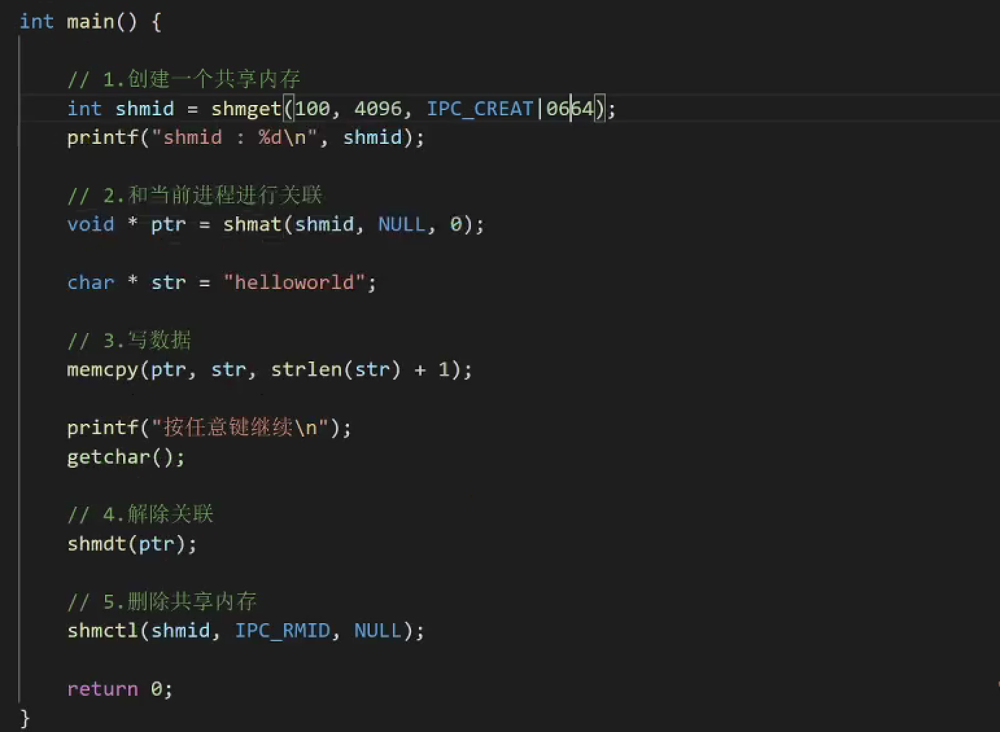 int main() {
// 1.创建一个共享内存
int shmid = shmget(100, 4096, IPC_CREAT|0664);
printf("shmid : %d\n", shmid);
// 2.和当前进程进行关联
void * ptr = shmat(shmid, NULL, 0);
char * str = "helloworld";
// 3.写数据
memcpy(ptr, str, strlen(str) + 1);
printf("按任意键继续\n");
getchar();
// 4.解除关联
shmdt(ptr);
// 5.删除共享内存
shmctl(shmid, IPC_RMID, NULL);
return 0;
}